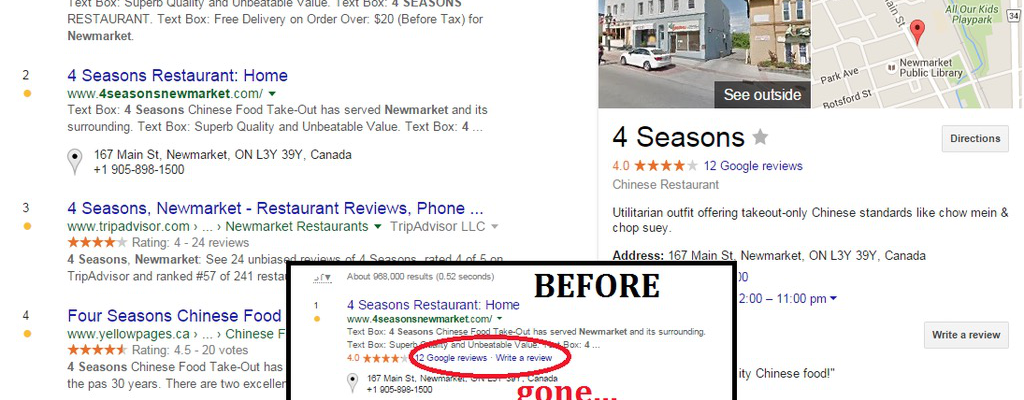 Text Box: Superb Quality and Unbeatable Value. Text Box: 4 SEASONS
RESTAURANT. Text Box: Free Delivery on Order Over: $20 (Before Tax) for
Newmarket.
2
4 Seasons Restaurant: Home
www.4seasonsnewmarket.com/
Text Box: 4 Seasons Chinese Food Take-Out has served Newmarket and its
surrounding. Text Box: Superb Quality and Unbeatable Value. Text Box: 4 ...
167 Main St, Newmarket, ON L3Y 39Y, Canada
+1 905-898-1500
3
4 Seasons, Newmarket - Restaurant Reviews, Phone ...
www.tripadvisor.com › ... › Newmarket Restaurants TripAdvisor LLC
Rating: 4 - 24 reviews
4 Seasons, Newmarket: See 24 unbiased reviews of 4 Seasons, rated 4 of 5 on
TripAdvisor and ranked #57 of 241
4
Four Seasons Chinese Food
www.yellowpages.ca › ... › Chinese F
Rating: 4.5 - 20 votes
4 Seasons Chinese Food Take-Out has
the pas 30 years. There are two excellen
About 968,000 results (0.52 seconds)
BEFORE
1
4 Seasons Restaurant: Home
www.4seasonsnewmarket.com/
Text Box: 4 Seasons Chinese Food Take-Out has served Newmarket and its surrounding.
Text Box: Superb Quality and Unbeatable Value. Text Box: 4 ...
4.0 12 Google reviews · Write a review
167 Main St, Newmarket, ON L3Y 39Y, Canada
+1 905-898-1500
gone...
See outside
Main St
All Our Kids
Playpark
34
Newmarket
Public Library
Park Ave
Botsford St
4 Seasons
Directions
4.0 12 Google reviews
Chinese Restaurant
Utilitarian outfit offering takeout-only Chinese standards like chow mein &
chop suey.
Address: 167 Main St, Newmarket, ON L3Y 39Y, Canada
00
2:00 – 11:00 pm
Write a review
ity Chinese food!"